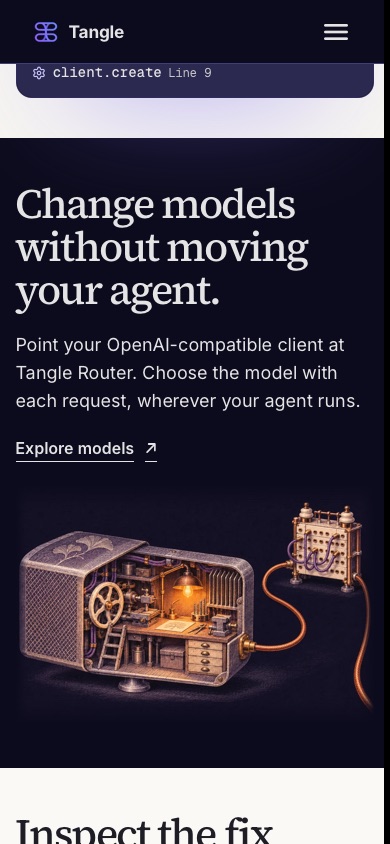 Tangle
client.create Line 9
Change models
without moving
your agent.
Point your OpenAI-compatible client at
Tangle Router. Choose the model with
each request, wherever your agent runs.
Explore models ↗
Inspect the fix